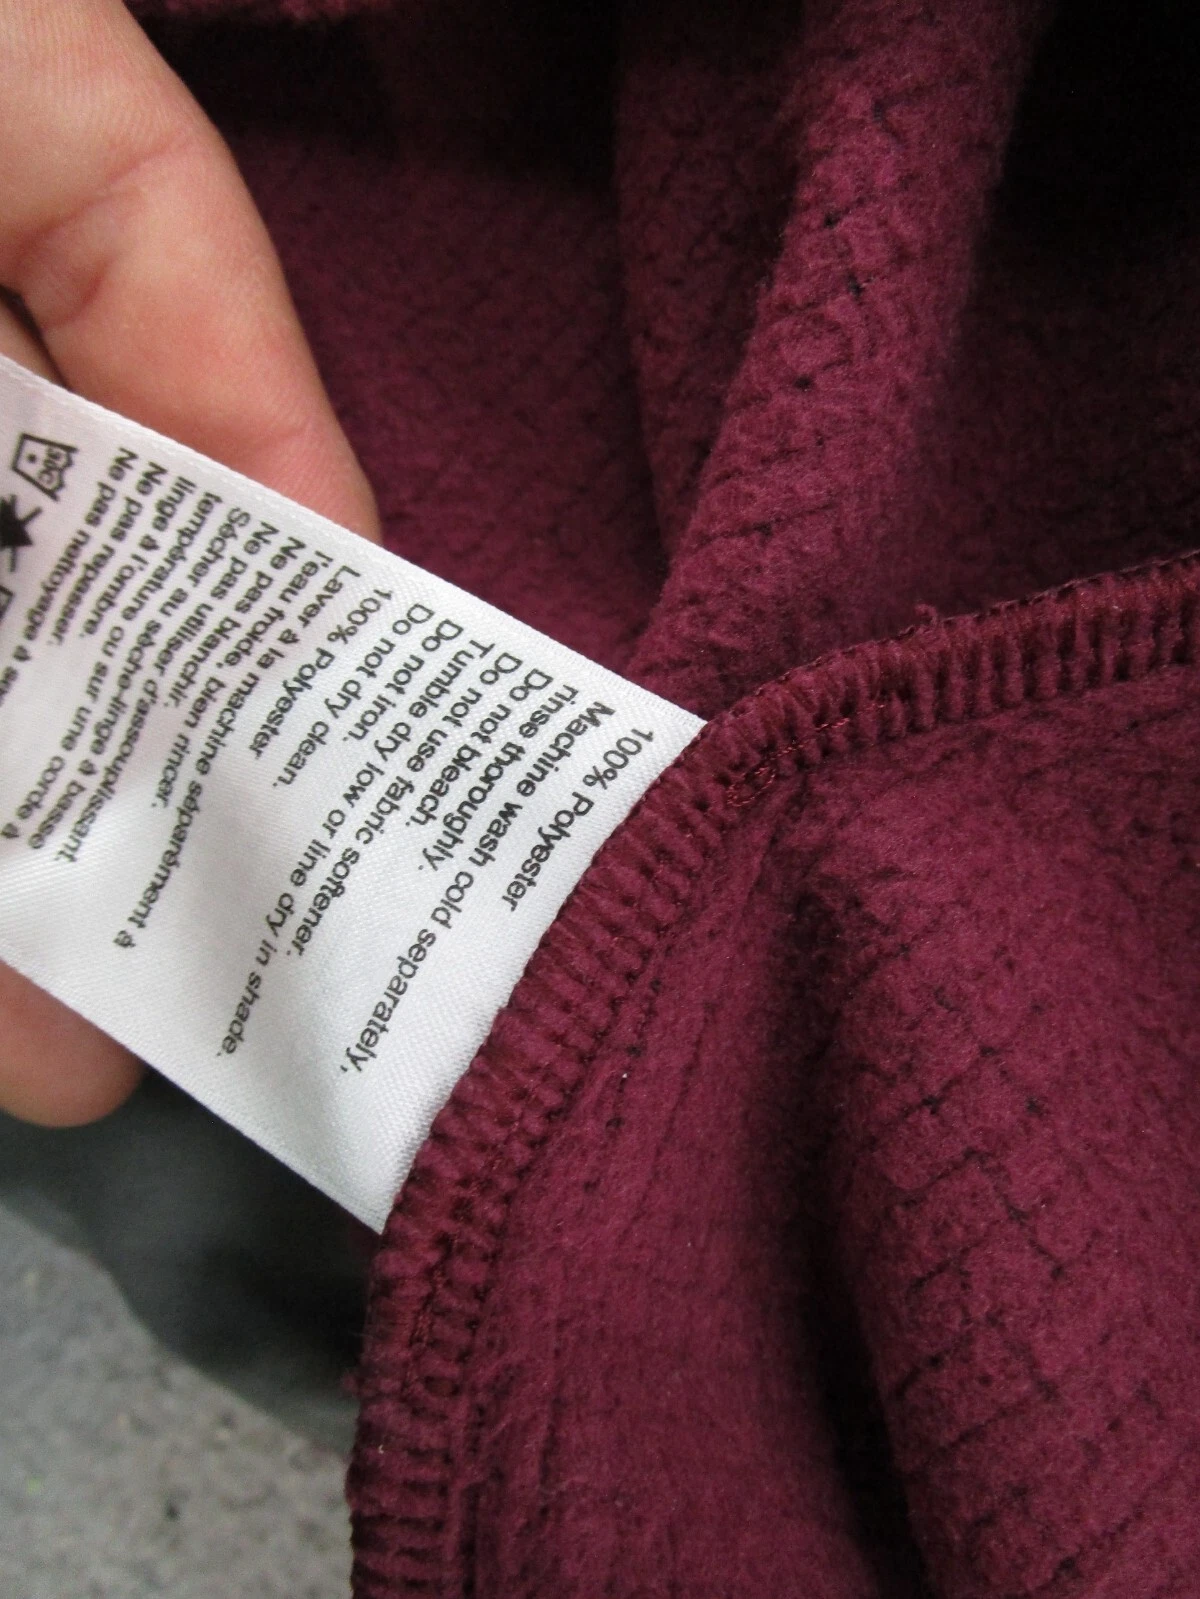 100% Polyester
Machine wash cold separately,
rinse thoroughly.
Do not bleach.
Do not use fabric softener.
Tumble dry low or line dry in shade.
Do not iron.
Do not dry clean.
100% Polyester
Laver à la machine séparément à
l'eau froide, bien rincer.
Ne pas blanchir.
Ne pas utiliser d'assouplissant.
Sécher au sèche-linge à basse
température ou sur une corde à
linge à l'ombre.
Ne pas repasser.
Ne pas nettoyage à
30C